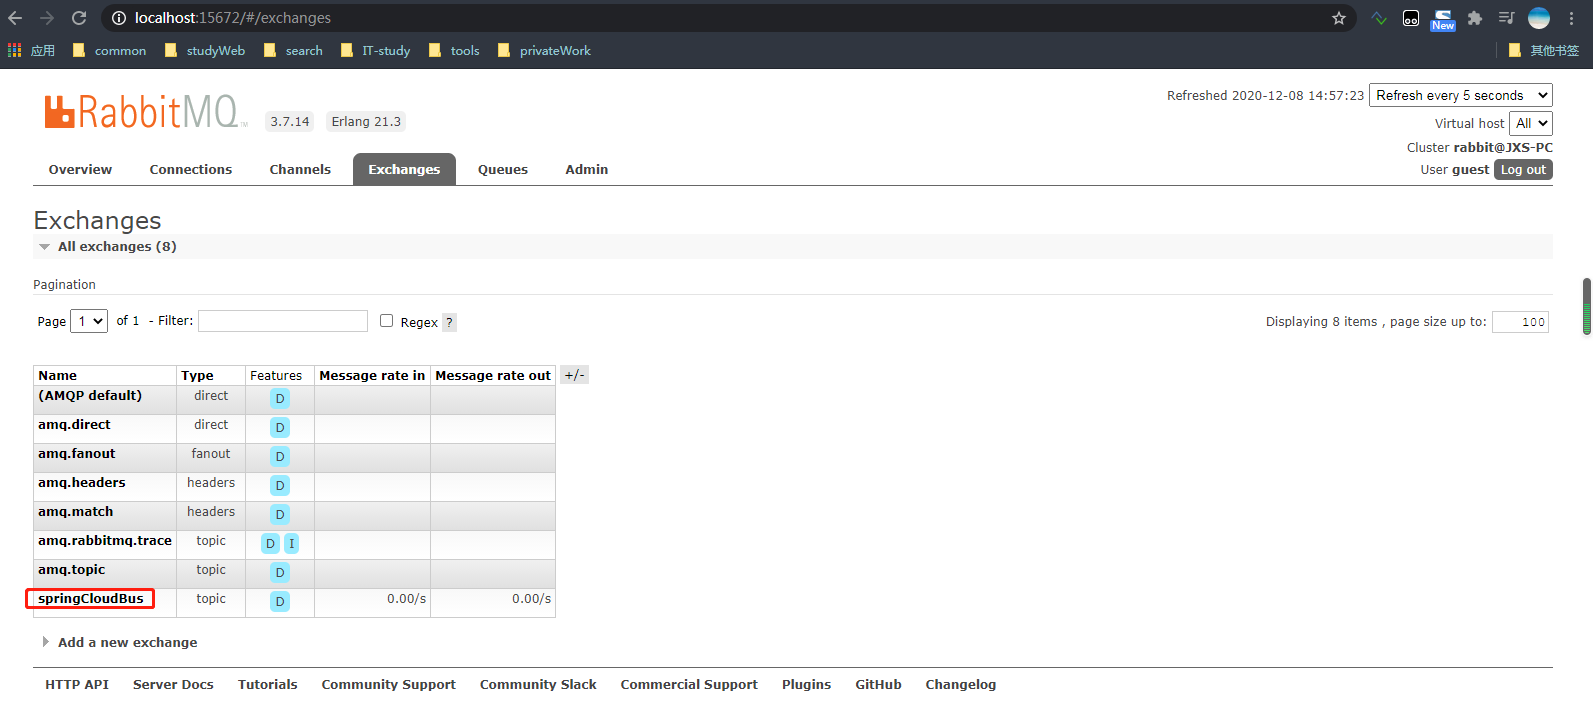 localhost:15672/#/exchanges
New
应用 common studyWeb search IT-study tools privateWork 其他书签
RabbitMQ TM 3.7.14 Erlang 21.3
Refreshed 2020-12-08 14:57:23 Refresh every 5 seconds
Virtual host All
Cluster rabbit@JXS-PC
User guest Log out
Overview Connections Channels Exchanges Queues Admin
Exchanges
All exchanges (8)
Pagination
Page 1 of 1 - Filter: Regex ? Displaying 8 items , page size up to: 100
Name Type Features Message rate in Message rate out +/-
(AMQP default) direct D
amq.direct direct D
amq.fanout fanout D
amq.headers headers D
amq.match headers D
amq.rabbitmq.trace topic D I
amq.topic topic D
springCloudBus topic D 0.00/s 0.00/s
Add a new exchange
HTTP API Server Docs Tutorials Community Support Community Slack Commercial Support Plugins GitHub Changelog